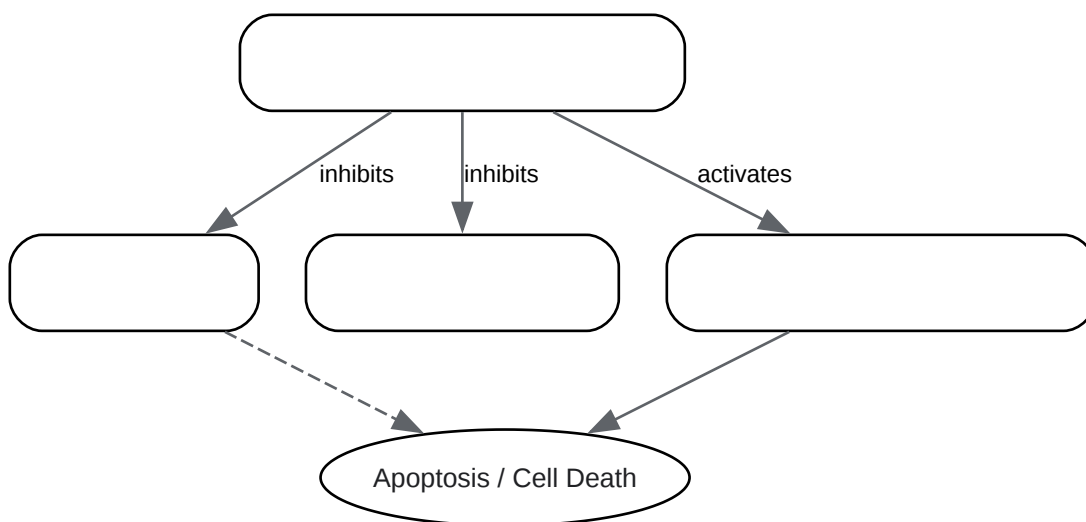 inhibits
inhibits
activates
Apoptosis / Cell Death